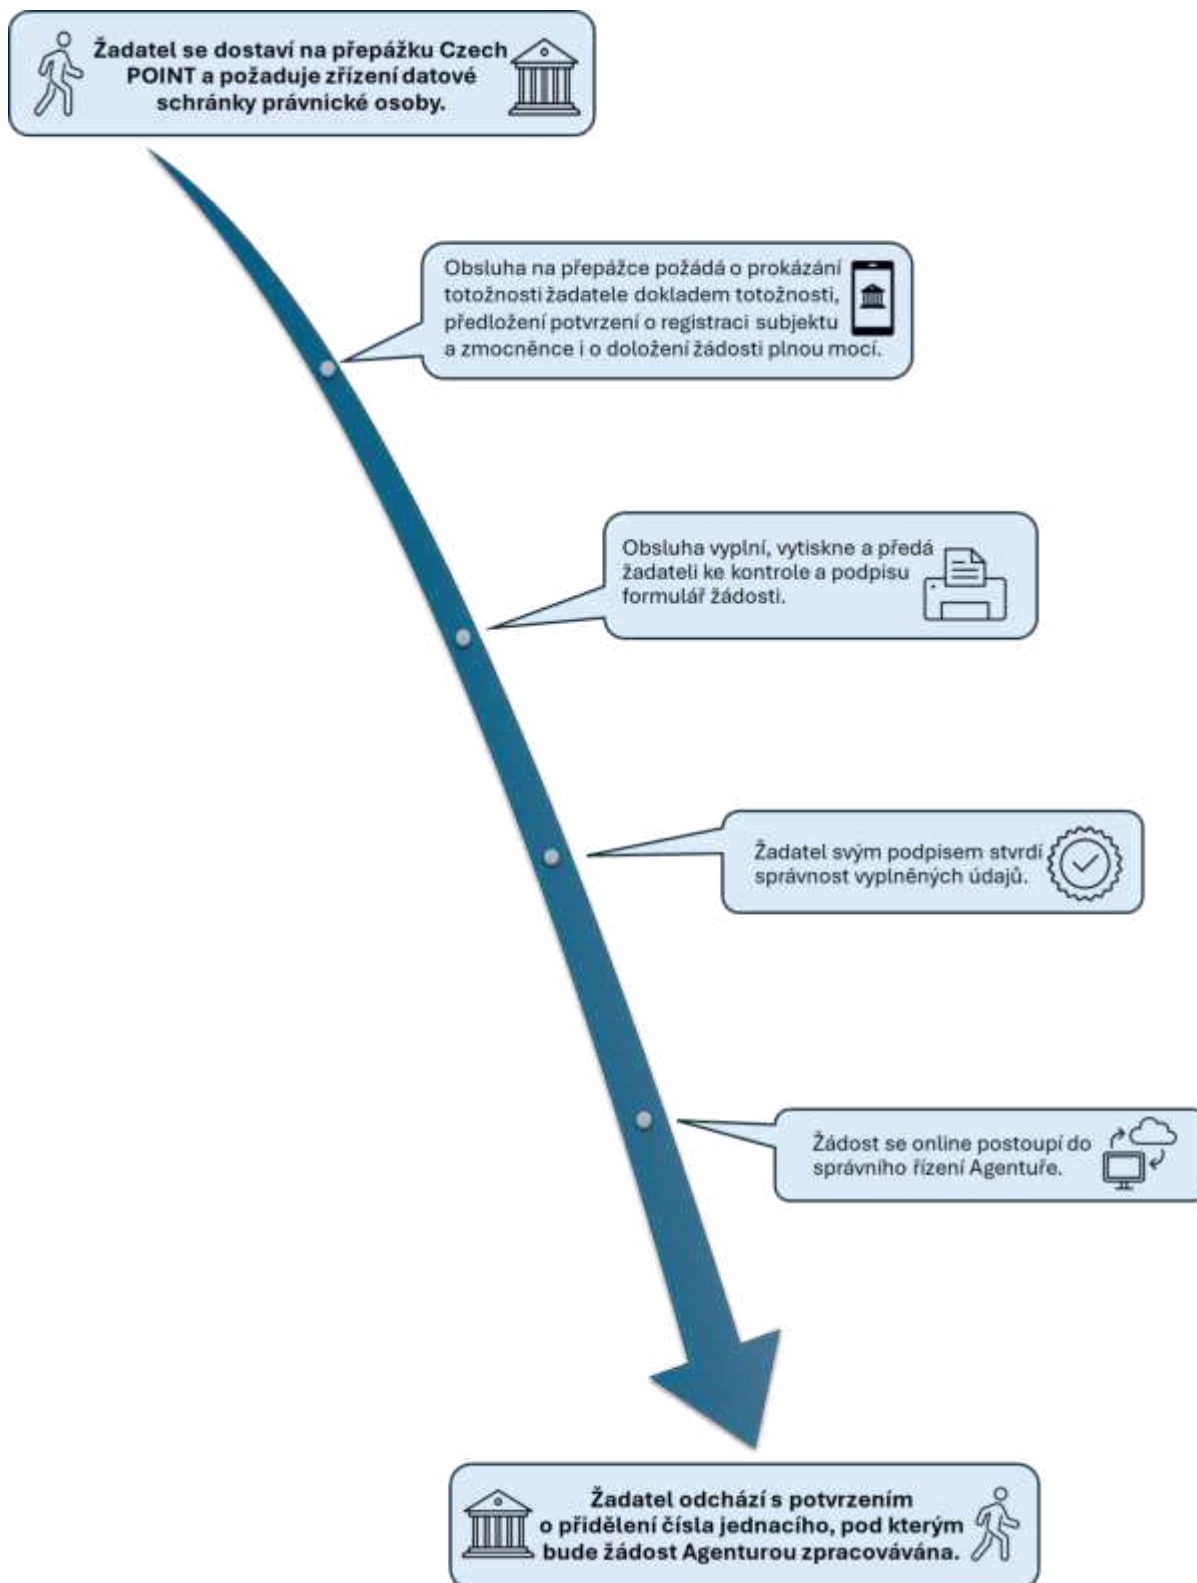 Žadatel se dostaví na přepážku Czech
POINT a požaduje zřízení datové
schránky právnické osoby.
Obsluha na přepážce požádá o prokázání
totožnosti žadatele dokladem totožnosti,
předložení potvrzení o registraci subjektu
a zmocněnce i o doložení žádosti plnou mocí.
Obsluha vyplní, vytiskne a předá
žadateli ke kontrole a podpisu
formulář žádosti.
Žadatel svým podpisem stvrdí
správnost vyplněných údajů.
Žádost se online postoupí do
správního řízení Agentuře.
Žadatel odchází s potvrzením
o přidělení čísla jednacího, pod kterým
bude žádost Agenturou zpracovávána.